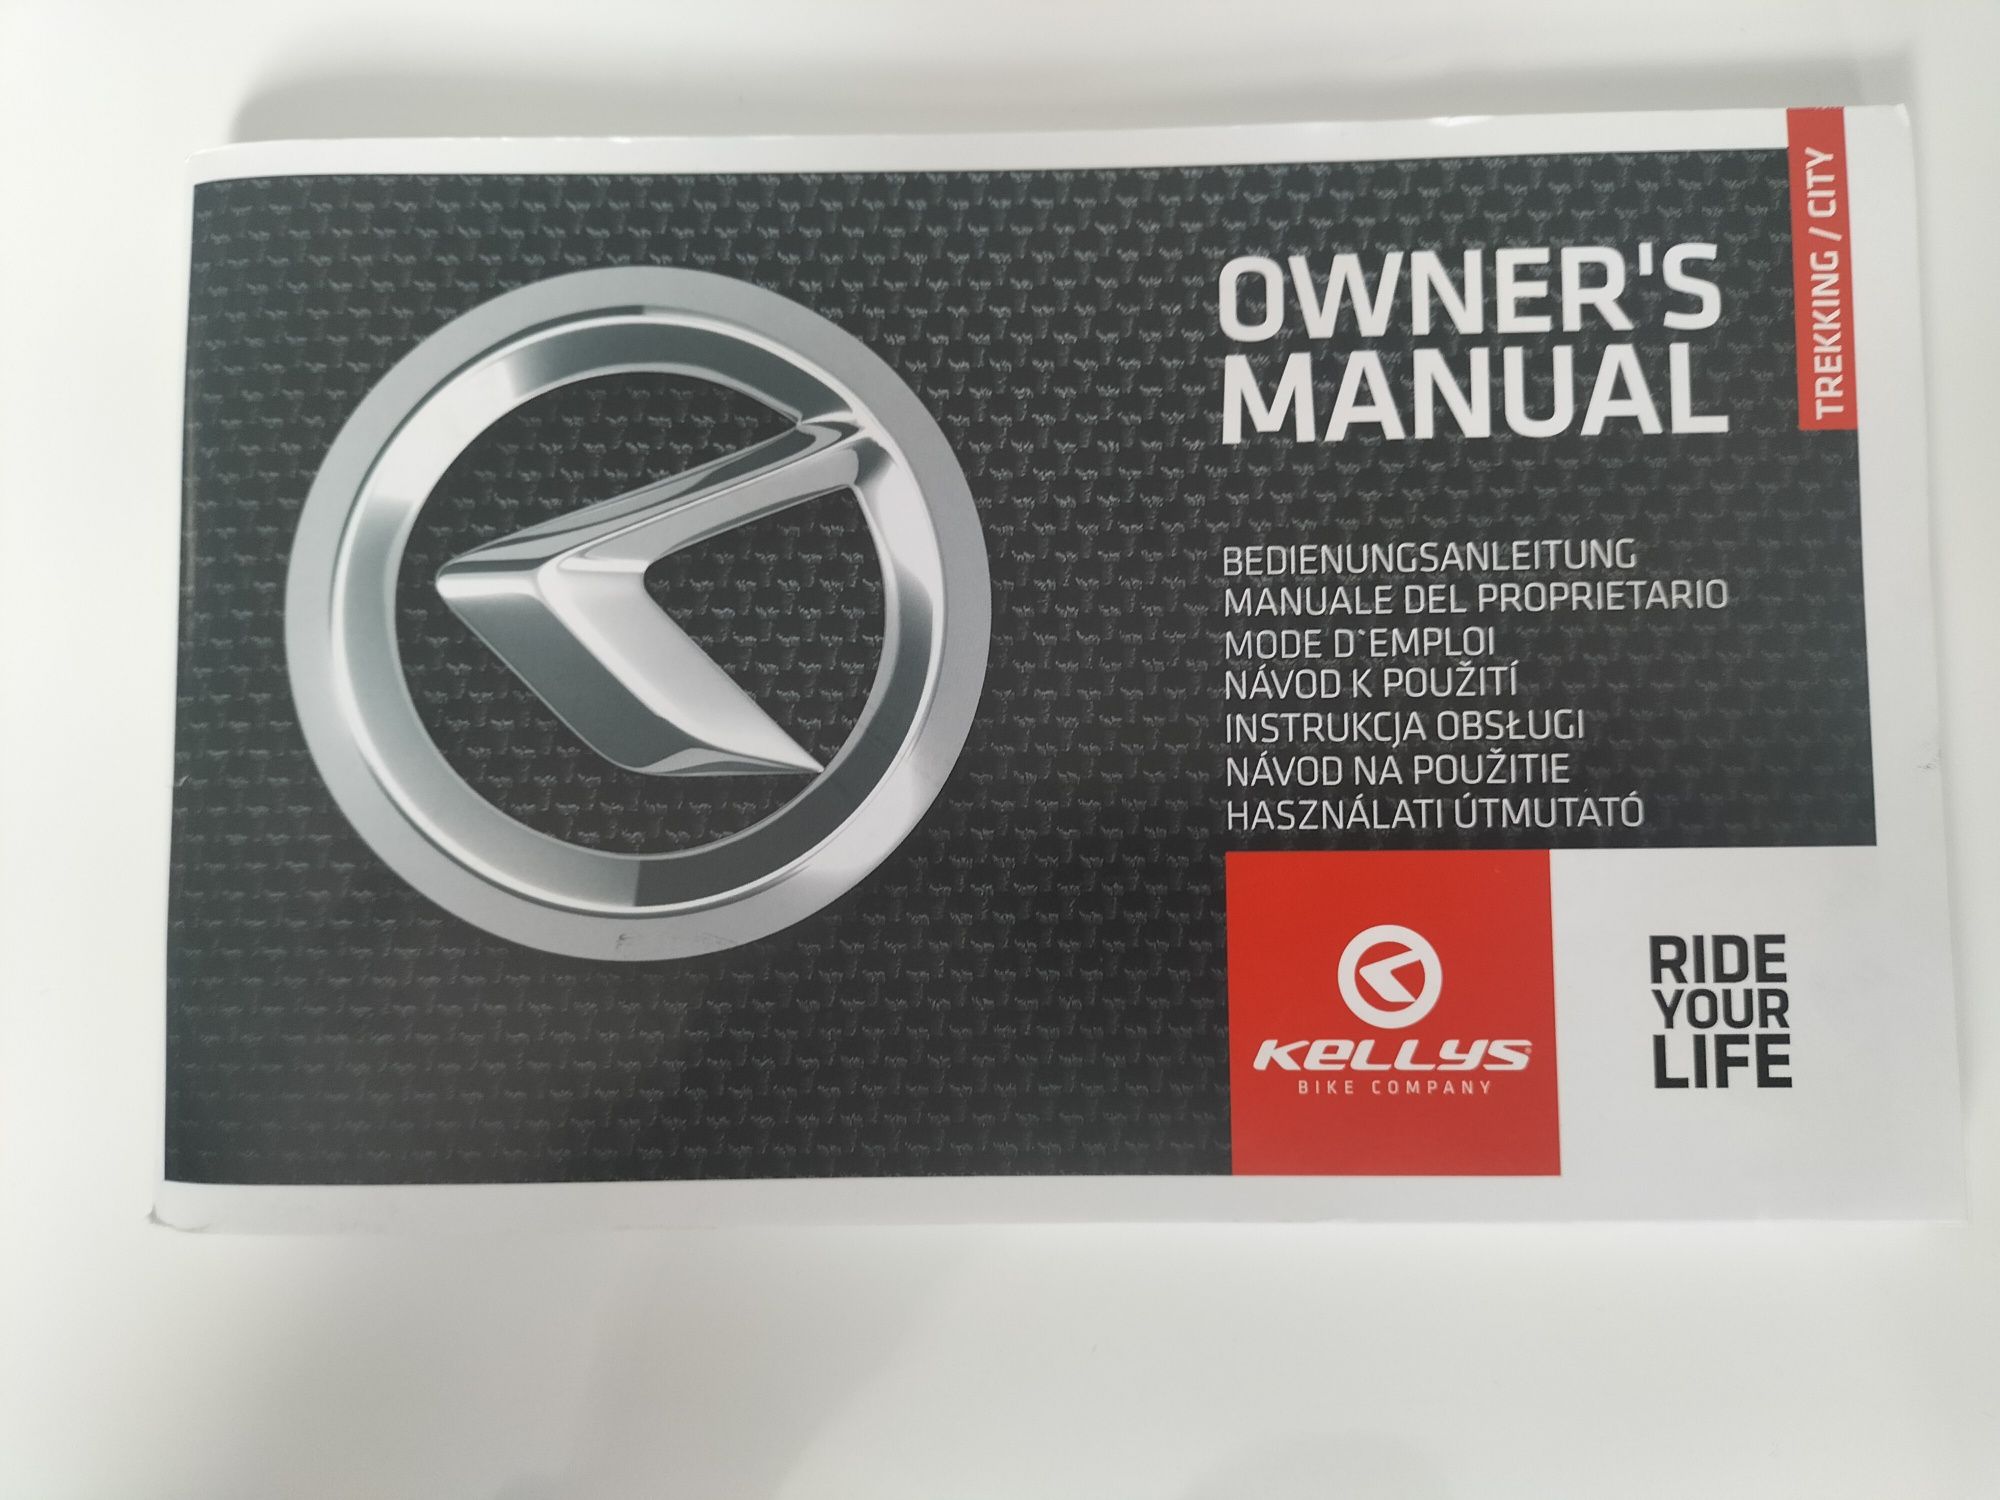 TREKKING / CITY
OWNER'S
MANUAL
BEDIENUNGSANLEITUNG
MANUALE DEL PROPRIETARIO
MODE D`EMPLOI
NÁVOD K POUŽITÍ
INSTRUKCJA OBSŁUGI
NÁVOD NA POUŽITIE
HASZNÁLATI ÚTMUTATÓ
KELLYS
BIKE COMPANY
RIDE
YOUR
LIFE